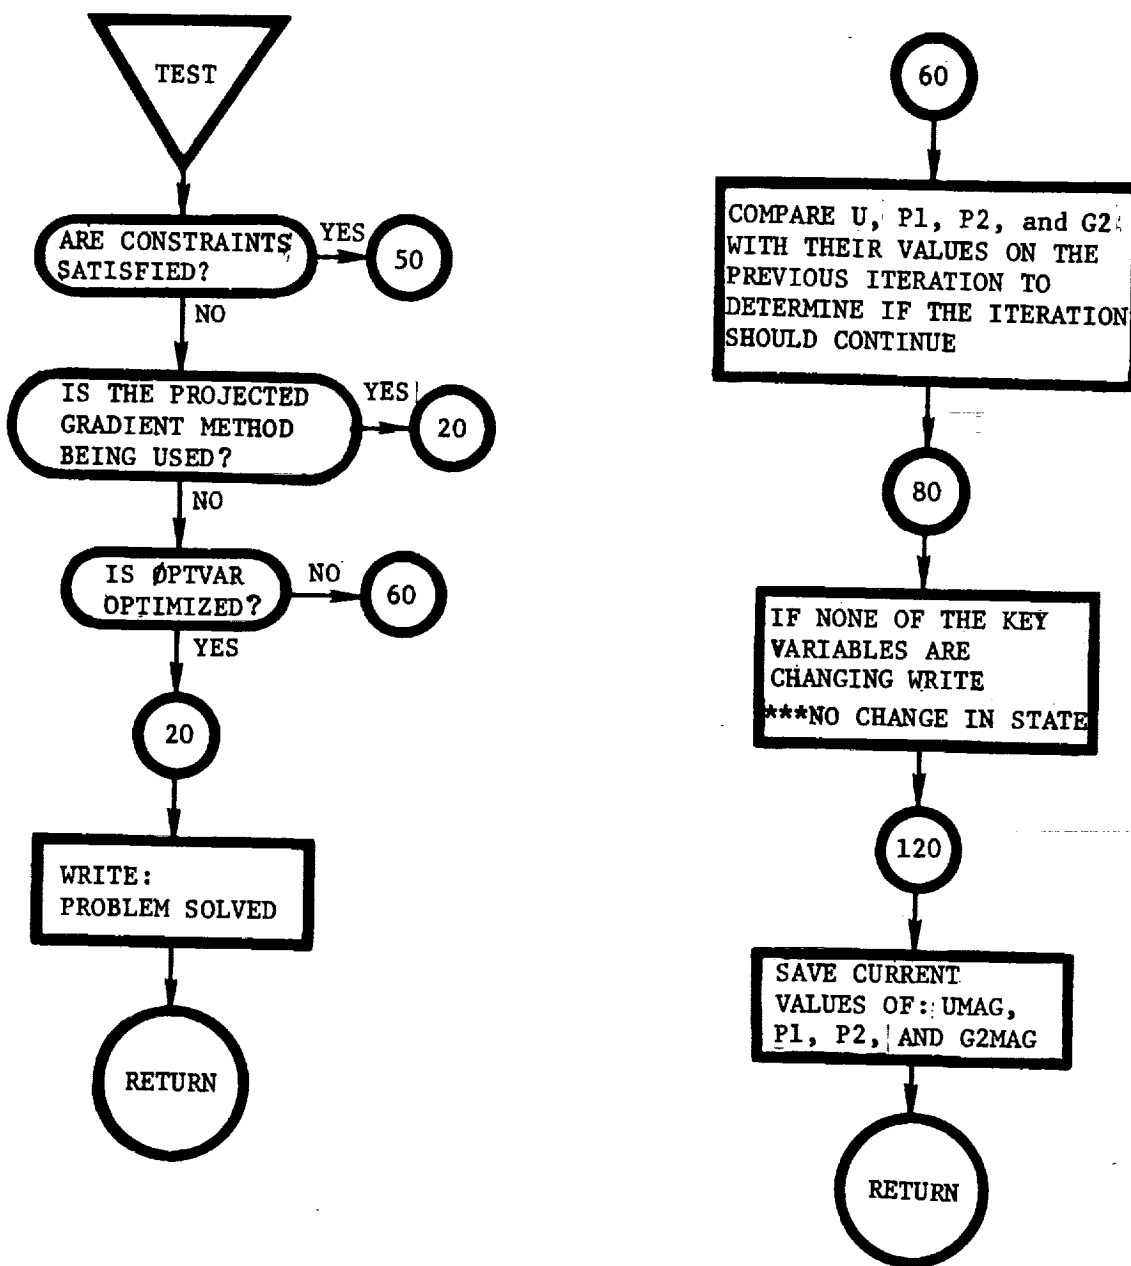 TEST
ARE CONSTRAINTS
SATISFIED?
YES
50
NO
IS THE PROJECTED
GRADIENT METHOD
BEING USED?
YES
20
NO
IS ØPTVAR
OPTIMIZED?
NO
60
YES
20
WRITE:
PROBLEM SOLVED
RETURN
60
COMPARE U, P1, P2, and G2
WITH THEIR VALUES ON THE
PREVIOUS ITERATION TO
DETERMINE IF THE ITERATION
SHOULD CONTINUE
80
IF NONE OF THE KEY
VARIABLES ARE
CHANGING WRITE
***NO CHANGE IN STATE
120
SAVE CURRENT
VALUES OF: UMAG,
P1, P2, AND G2MAG
RETURN